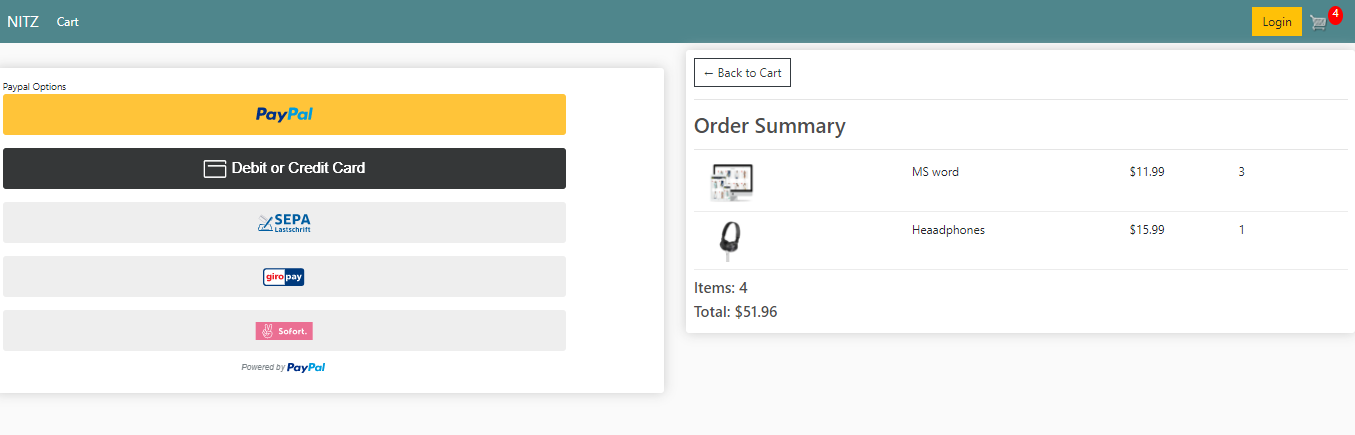 NITZ Cart Login 4
Paypal Options
PayPal
Debit or Credit Card
SEPA
Lastschrift
giropay
Sofort.
Powered by PayPal
← Back to Cart
Order Summary
MS word $11.99 3
Heaadphones $15.99 1
Items: 4
Total: $51.96